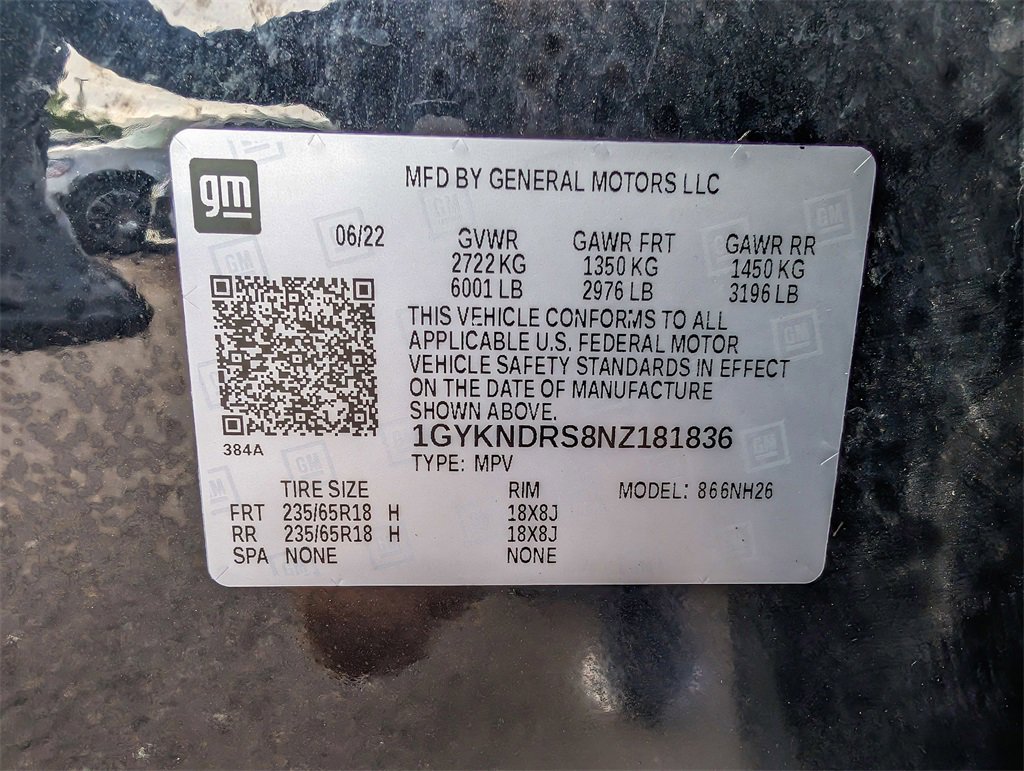 gm
MFD BY GENERAL MOTORS LLC
06/22 GVWR GAWR FRT GAWR RR
2722 KG 1350 KG 1450 KG
6001 LB 2976 LB 3196 LB
THIS VEHICLE CONFORMS TO ALL
APPLICABLE U.S. FEDERAL MOTOR
VEHICLE SAFETY STANDARDS IN EFFECT
ON THE DATE OF MANUFACTURE
SHOWN ABOVE.
384A
1GYKNDRS8NZ181836
TYPE: MPV
TIRE SIZE RIM MODEL: 866NH26
FRT 235/65R18 H 18X8J
RR 235/65R18 H 18X8J
SPA NONE NONE